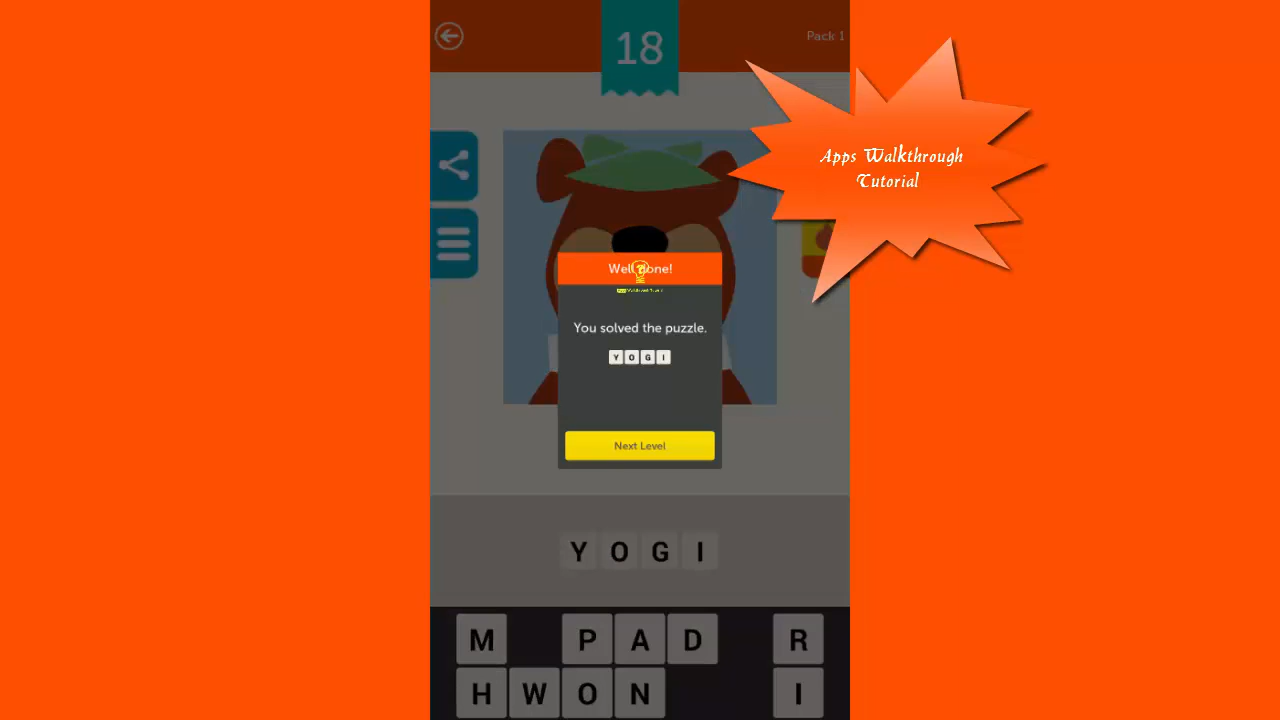 18
Pack 1
Apps Walkthrough
Tutorial
Well Done!
You solved the puzzle.
Y O G I
Next Level
Y O G I
M P A D R
H W O N I